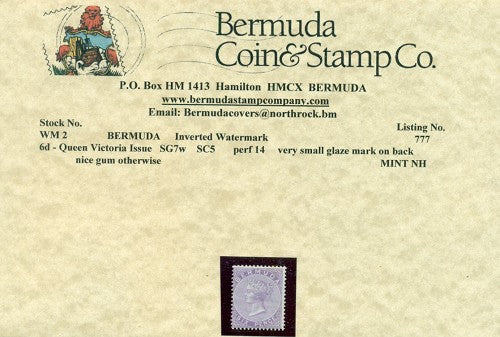 Bermuda
Coin & Stamp Co.
P.O. Box HM 1413 Hamilton HMCX BERMUDA
www.bermudastampcompany.com
Email: Bermudacovers@northrock.bm
Stock No. Listing No.
WM 2 BERMUDA Inverted Watermark 777
6d - Queen Victoria Issue SG7w SC5 perf 14 very small glaze mark on back
nice gum otherwise MINT NH
BERMUDA
SIX PENCE